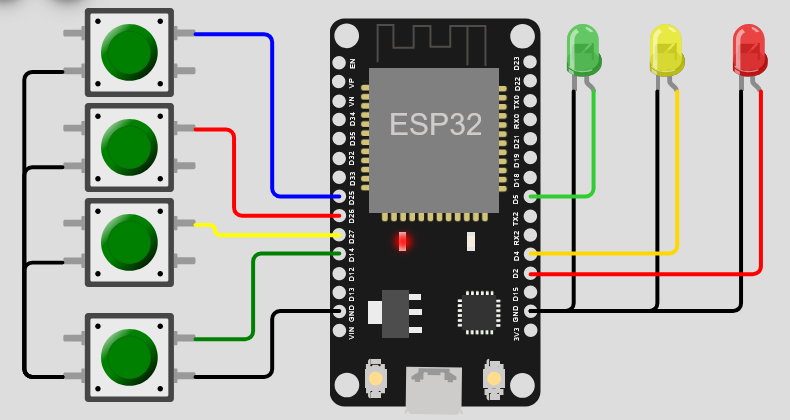 ESP32
EN
VP
VN
D34
D35
D32
D33
D25
D26
D27
D14
D12
D13
GND
VIN
D23
D22
TX0
RX0
D21
D19
D18
D5
TX2
RX2
D4
D2
D15
GND
3V3